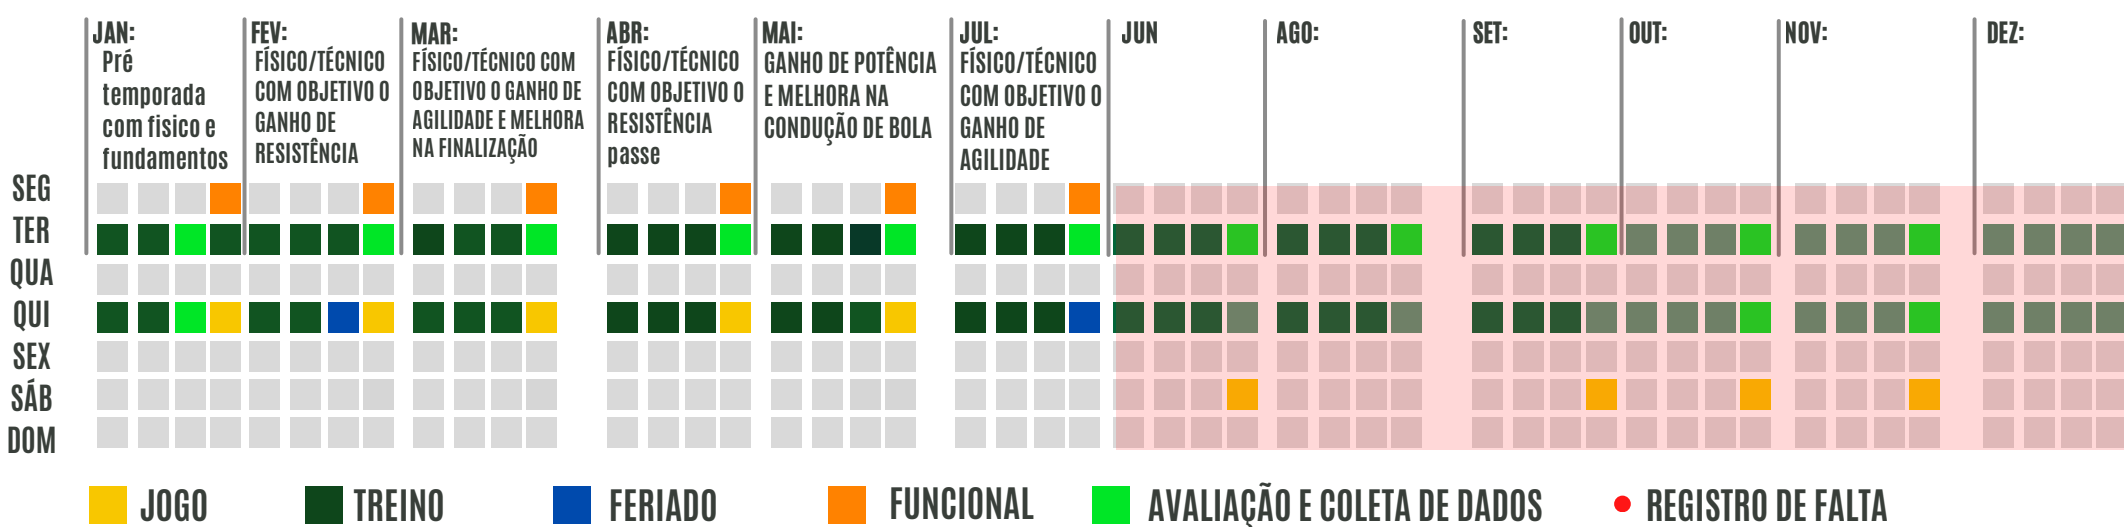 JAN:
Pré
temporada
com fisico e
fundamentos
FEV:
FÍSICO/TÉCNICO
COM OBJETIVO O
GANHO DE
RESISTÊNCIA
MAR:
FÍSICO/TÉCNICO COM
OBJETIVO O GANHO DE
AGILIDADE E MELHORA
NA FINALIZAÇÃO
ABR:
FÍSICO/TÉCNICO
COM OBJETIVO O
RESISTÊNCIA
passe
MAI:
GANHO DE POTÊNCIA
E MELHORA NA
CONDUÇÃO DE BOLA
JUL:
FÍSICO/TÉCNICO
COM OBJETIVO O
GANHO DE
AGILIDADE
JUN
AGO:
SET:
OUT:
NOV:
DEZ:
SEG
TER
QUA
QUI
SEX
SÁB
DOM
JOGO
TREINO
FERIADO
FUNCIONAL
AVALIAÇÃO E COLETA DE DADOS
REGISTRO DE FALTA